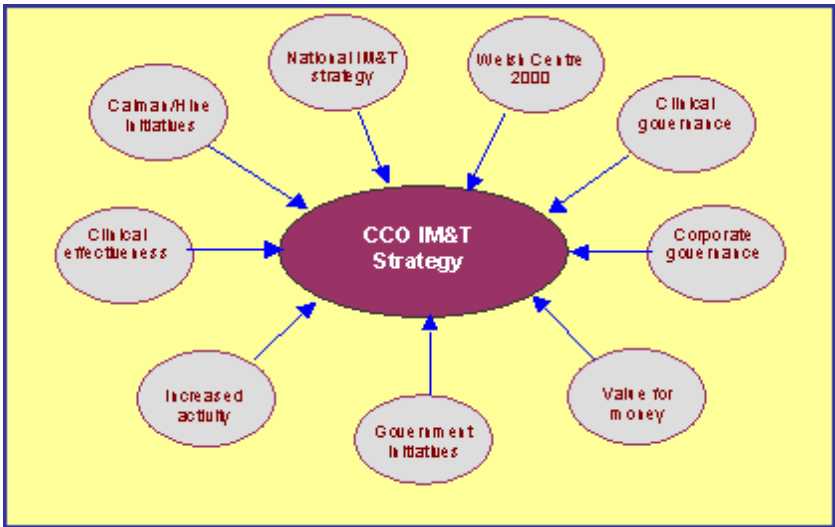 National IM&T
strategy
Welsh Centre
2000
Calman/Hine
initiatives
Clinical
governance
CCO IM&T
Strategy
Clinical
effectiveness
Corporate
governance
Increased
activity
Value for
money
Government
initiatives